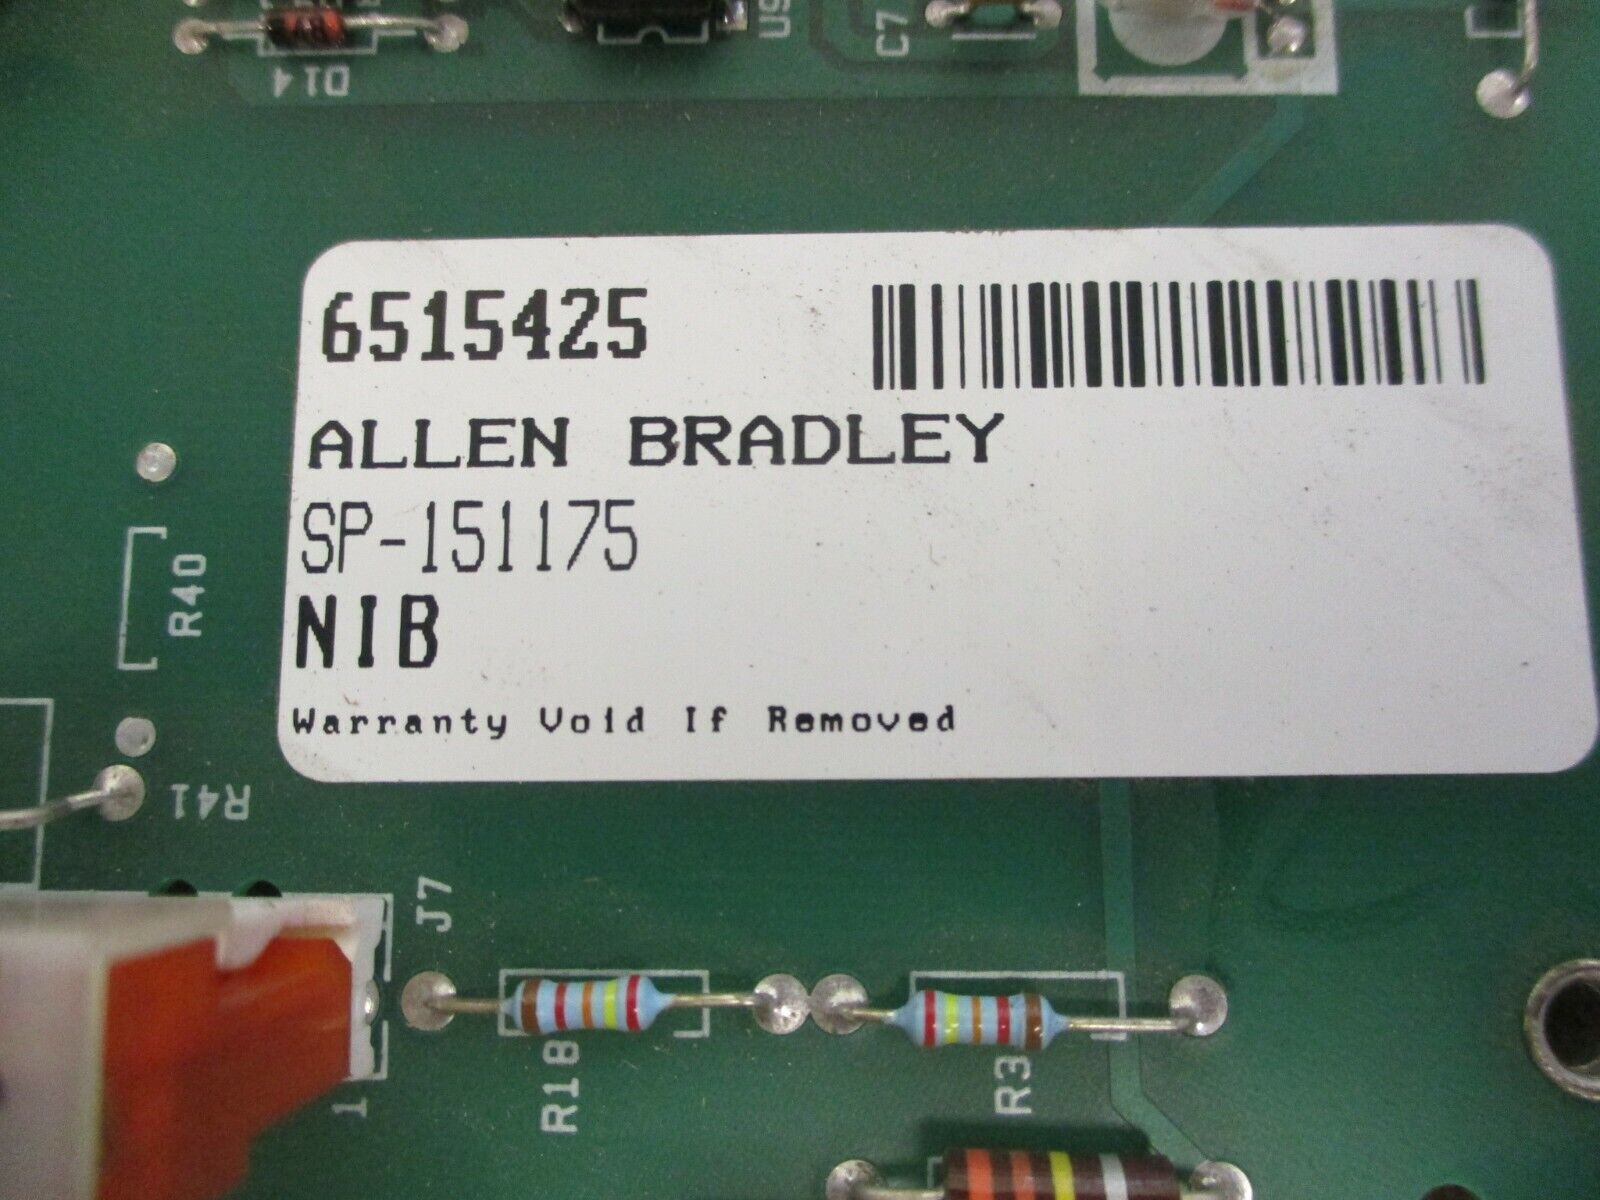 D14
U9
C7
6515425
ALLEN BRADLEY
SP-151175
NIB
Warranty Void If Removed
R40
R41
J7
1
R18
R3